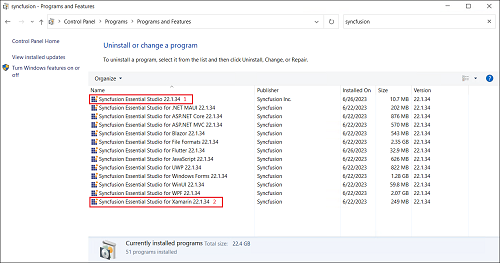 syncfusion - Programs and Features
Control Panel > Programs > Programs and Features
syncfusion
Control Panel Home
View installed updates
Turn Windows features on or off
Uninstall or change a program
To uninstall a program, select it from the list and then click Uninstall, Change, or Repair.
Organize
Name Publisher Installed On Size Version
Syncfusion Essential Studio 22.1.34 1 Syncfusion Inc. 6/26/2023 10.7 MB 22.1.34
Syncfusion Essential Studio for .NET MAUI 22.1.34 Syncfusion 6/22/2023 202 MB 22.1.34
Syncfusion Essential Studio for ASP.NET Core 22.1.34 Syncfusion 6/22/2023 876 MB 22.1.34
Syncfusion Essential Studio for ASP.NET MVC 22.1.34 Syncfusion 6/22/2023 570 MB 22.1.34
Syncfusion Essential Studio for Blazor 22.1.34 Syncfusion 6/22/2023 543 MB 22.1.34
Syncfusion Essential Studio for File Formats 22.1.34 Syncfusion 6/22/2023 2.35 GB 22.1.34
Syncfusion Essential Studio for Flutter 22.1.34 Syncfusion 6/26/2023 32.9 MB 22.1.34
Syncfusion Essential Studio for JavaScript 22.1.34 Syncfusion 6/22/2023 626 MB 22.1.34
Syncfusion Essential Studio for UWP 22.1.34 Syncfusion 6/22/2023 822 MB 22.1.34
Syncfusion Essential Studio for Windows Forms 22.1.34 Syncfusion 6/22/2023 1.28 GB 22.1.34
Syncfusion Essential Studio for WinUI 22.1.34 Syncfusion 6/22/2023 59.8 MB 22.1.34
Syncfusion Essential Studio for WPF 22.1.34 Syncfusion 6/22/2023 2.07 GB 22.1.34
Syncfusion Essential Studio for Xamarin 22.1.34 2 Syncfusion 6/22/2023 249 MB 22.1.34
Currently installed programs Total size: 22.4 GB
51 programs installed